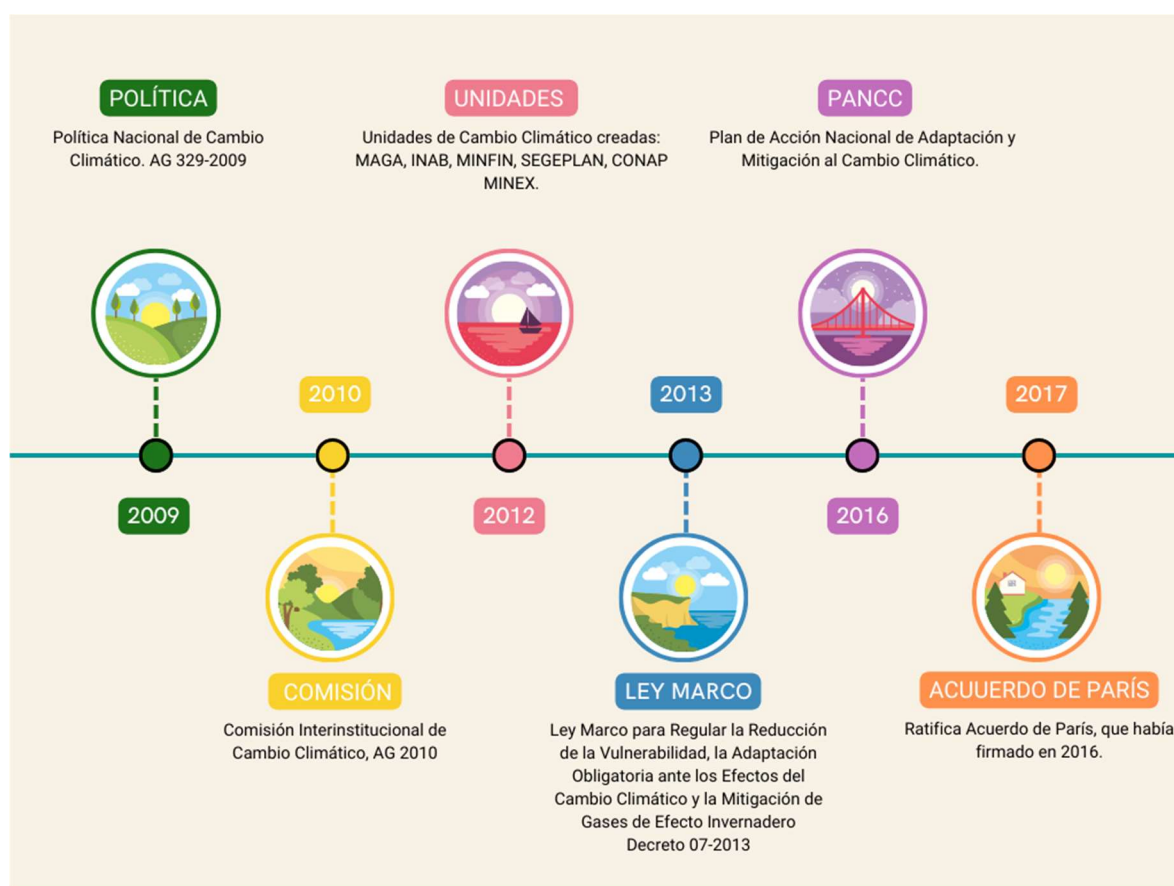 POLÍTICA
Política Nacional de Cambio
Climático. AG 329-2009
UNIDADES
Unidades de Cambio Climático creadas:
MAGA, INAB, MINFIN, SEGEPLAN, CONAP
MINEX.
PANCC
Plan de Acción Nacional de Adaptación y
Mitigación al Cambio Climático.
2010
2013
2017
2009
2012
2016
COMISIÓN
Comisión Interinstitucional de
Cambio Climático, AG 2010
LEY MARCO
Ley Marco para Regular la Reducción
de la Vulnerabilidad, la Adaptación
Obligatoria ante los Efectos del
Cambio Climático y la Mitigación de
Gases de Efecto Invernadero
Decreto 07-2013
ACUUERDO DE PARÍS
Ratifica Acuerdo de París, que había
firmado en 2016.